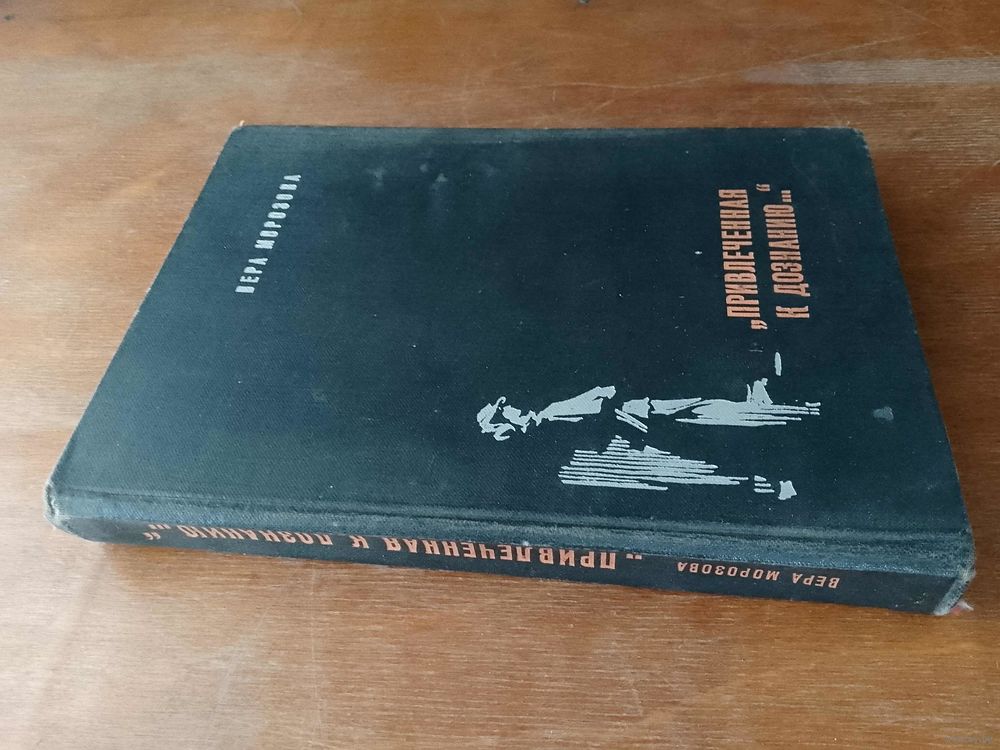 ВЕРА МОРОЗОВА
„ПРИВЛЕЧЕННАЯ
К ДОЗНАНИЮ...“
ВЕРА МОРОЗОВА „ПРИВЛЕЧЕННАЯ К ДОЗНАНИЮ...“